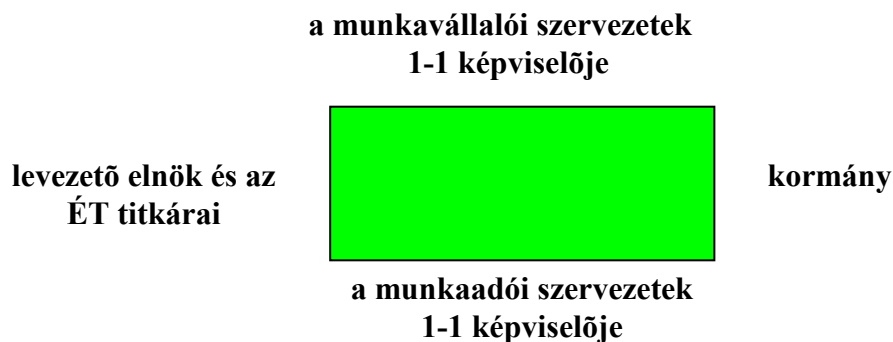 a munkavállalói szervezetek
1-1 képviselõje
levezetõ elnök és az
ÉT titkárai
kormány
a munkaadói szervezetek
1-1 képviselõje